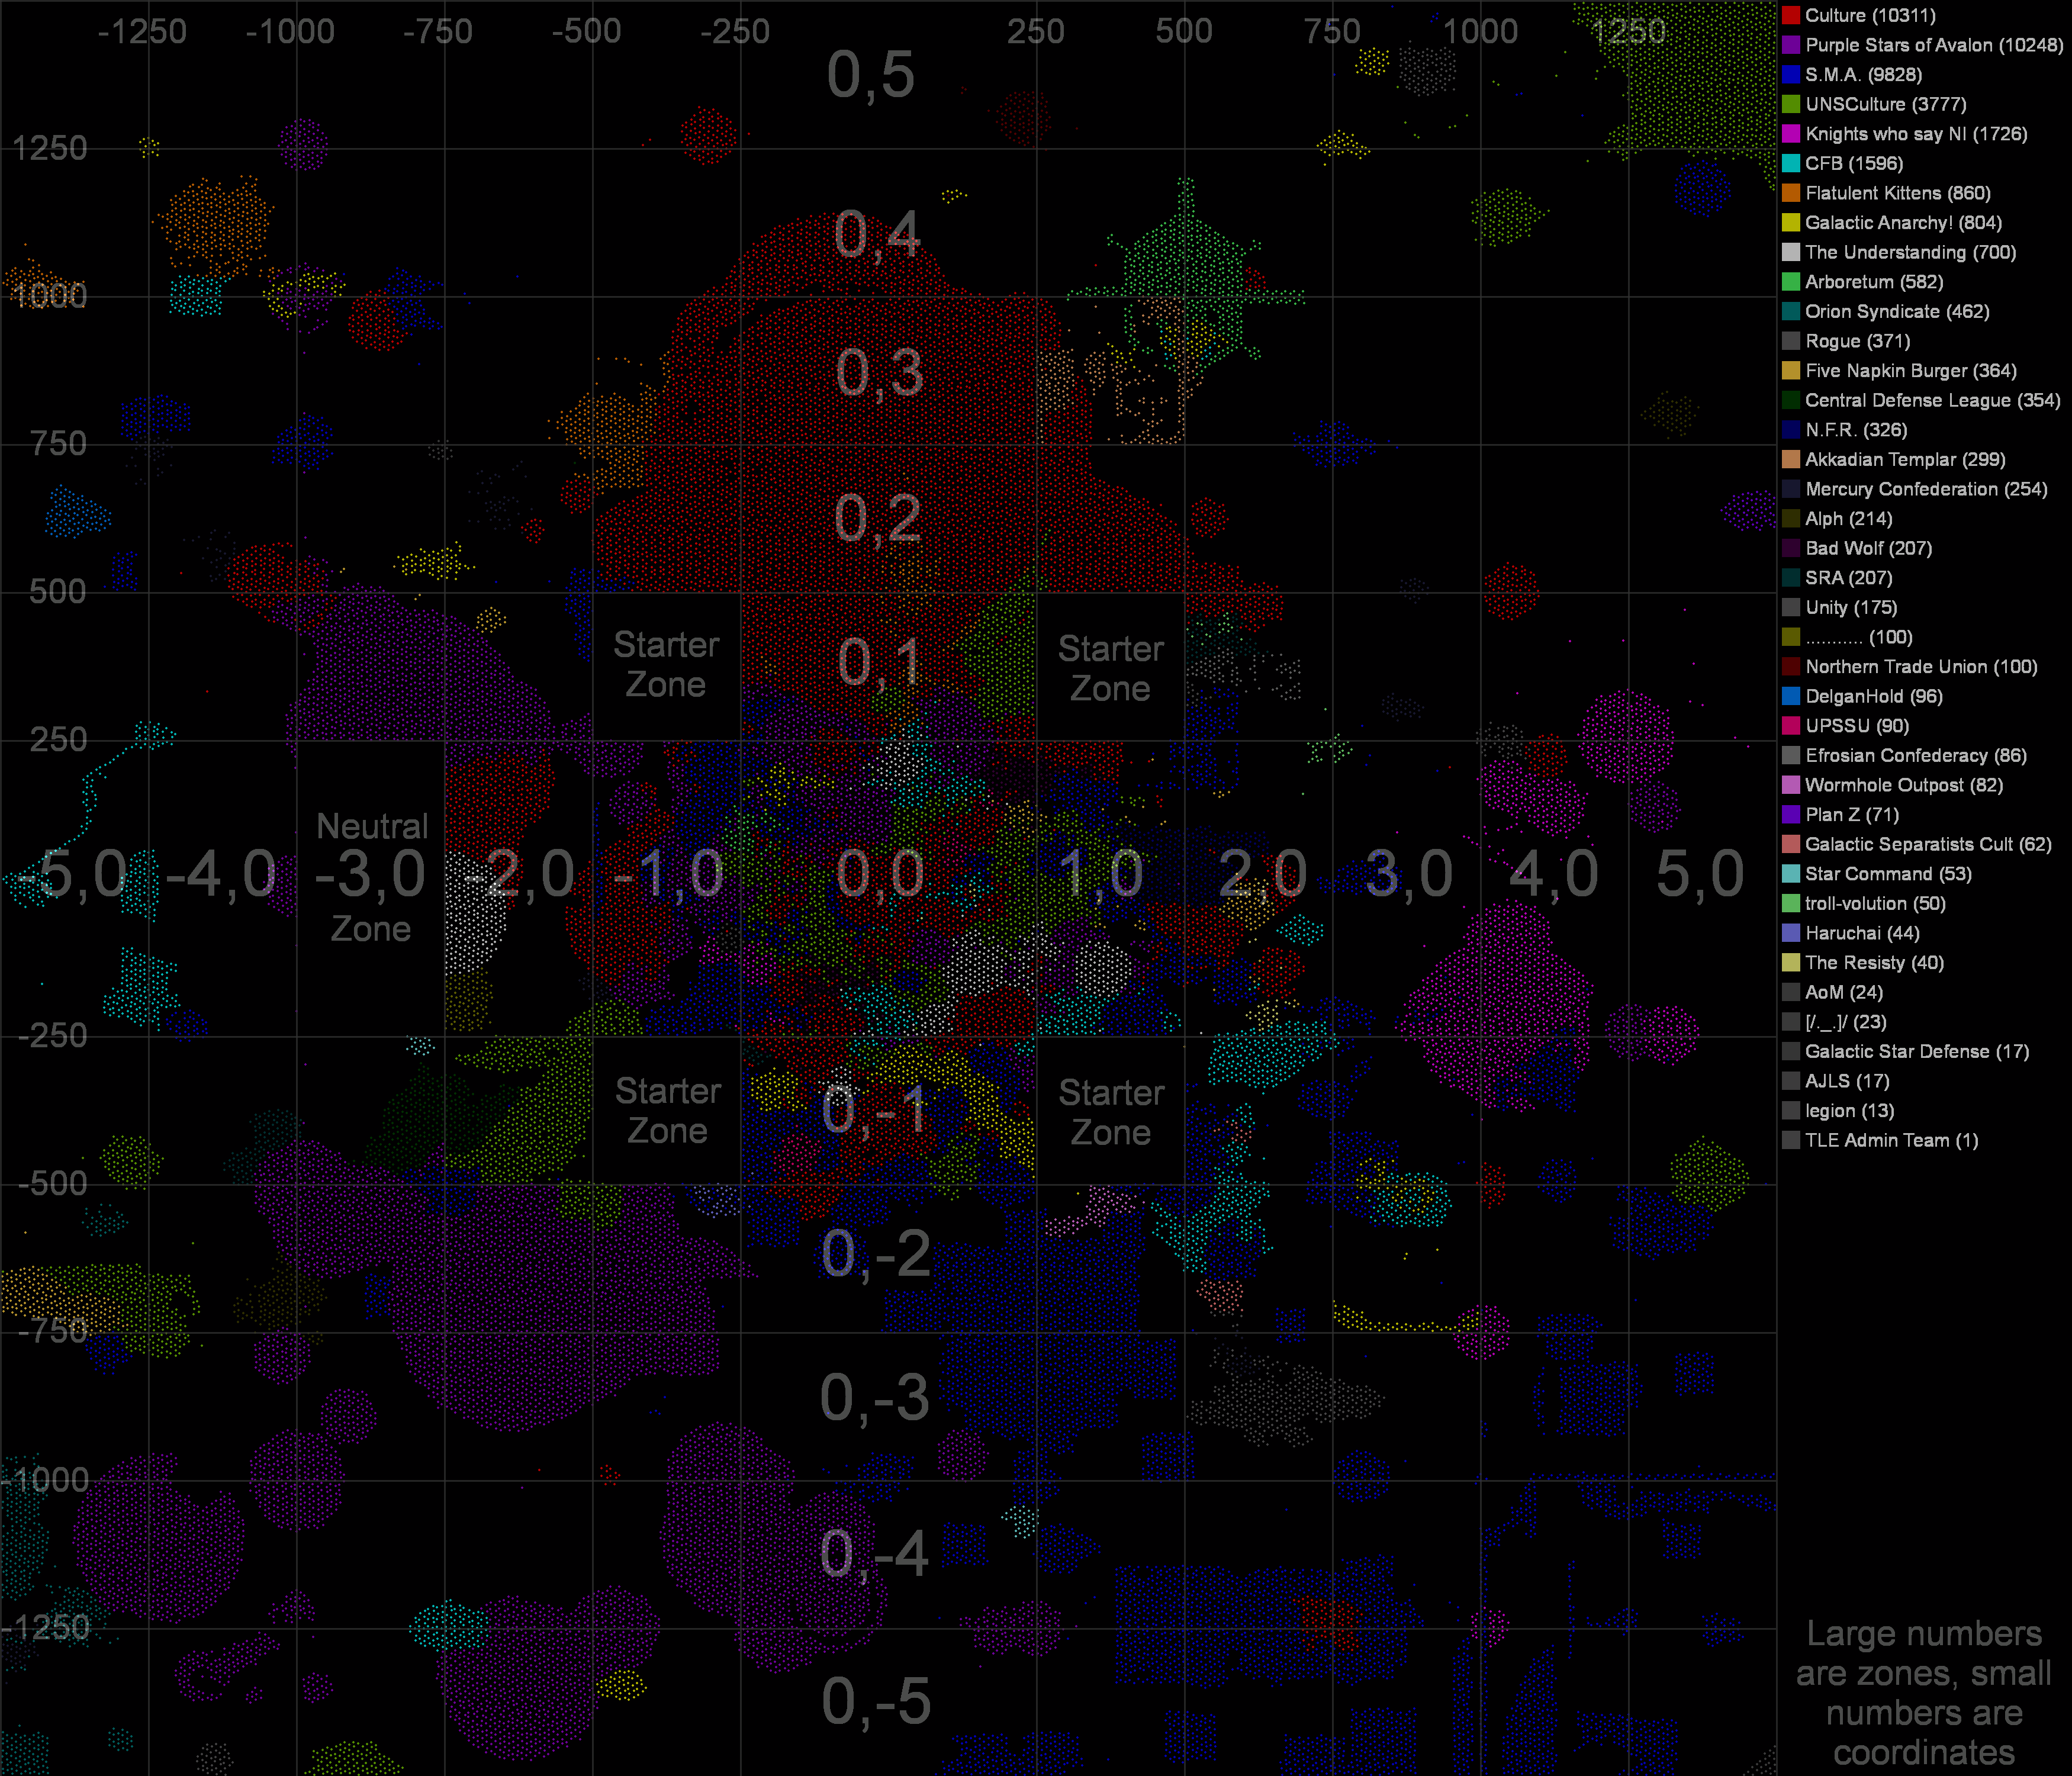 -1250 -1000 -750 -500 -250 250 500 750 1000 1250
0,5
1250
0,4
1000
0,3
750
0,2
500
Starter
Zone
0,1
Starter
Zone
250
Neutral
Zone
-5,0 -4,0 -3,0 -2,0 -1,0 0,0 1,0 2,0 3,0 4,0 5,0
-250
Starter
Zone
0,-1
Starter
Zone
-500
0,-2
-750
0,-3
-1000
0,-4
-1250
0,-5
Culture (10311)
Purple Stars of Avalon (10248)
S.M.A. (9828)
UNSCulture (3777)
Knights who say NI (1726)
CFB (1596)
Flatulent Kittens (860)
Galactic Anarchy! (804)
The Understanding (700)
Arboretum (582)
Orion Syndicate (462)
Rogue (371)
Five Napkin Burger (364)
Central Defense League (354)
N.F.R. (326)
Akkadian Templar (299)
Mercury Confederation (254)
Alph (214)
Bad Wolf (207)
SRA (207)
Unity (175)
........... (100)
Northern Trade Union (100)
DelganHold (96)
UPSSU (90)
Efrosian Confederacy (86)
Wormhole Outpost (82)
Plan Z (71)
Galactic Separatists Cult (62)
Star Command (53)
troll-volution (50)
Haruchai (44)
The Resisty (40)
AoM (24)
[/._.]/ (23)
Galactic Star Defense (17)
AJLS (17)
legion (13)
TLE Admin Team (1)
Large numbers
are zones, small
numbers are
coordinates